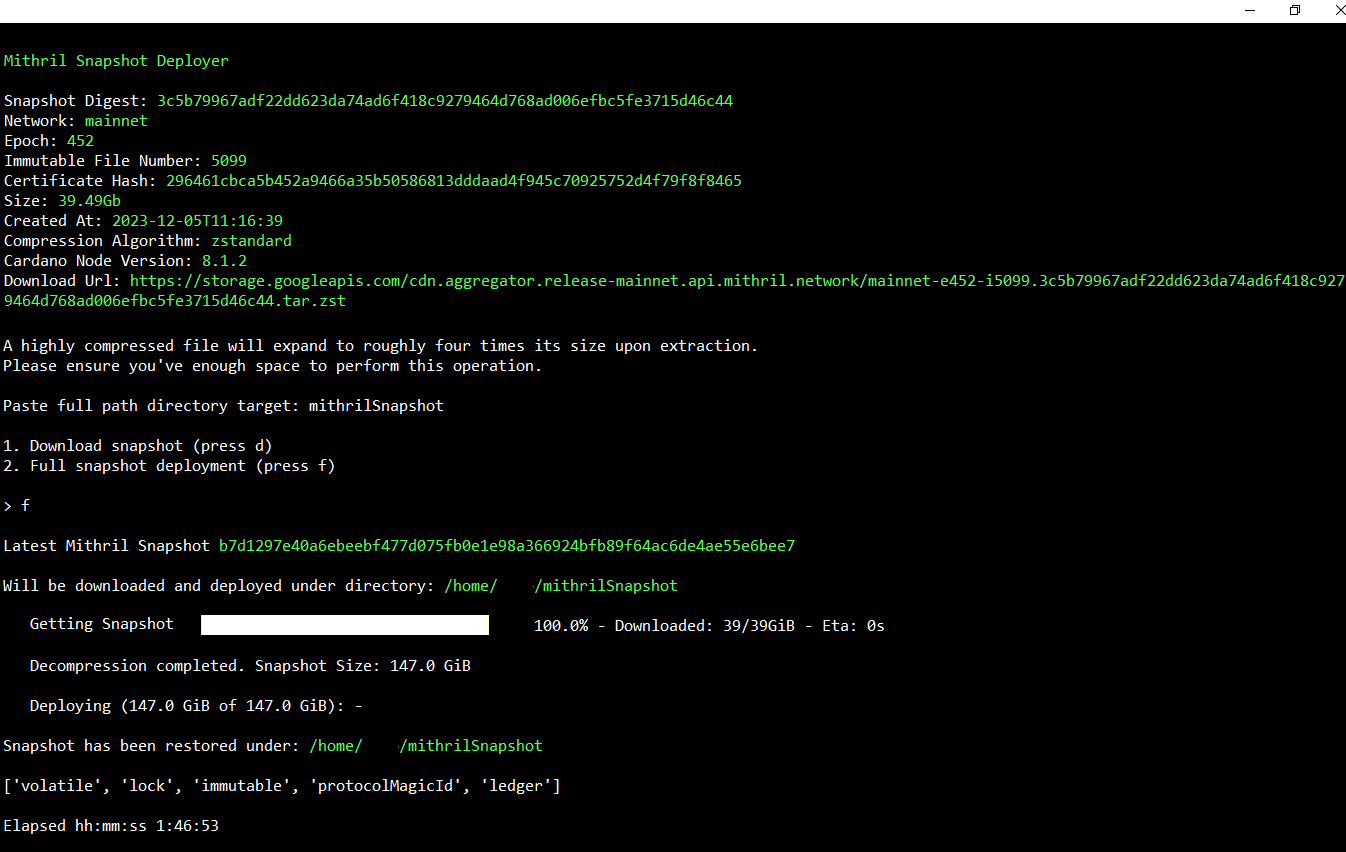 Mithril Snapshot Deployer
Snapshot Digest: 3c5b79967adf22dd623da74ad6f418c9279464d768ad006efbc5fe3715d46c44
Network: mainnet
Epoch: 452
Immutable File Number: 5099
Certificate Hash: 296461cbca5b452a9466a35b50586813dddaad4f945c70925752d4f79f8f8465
Size: 39.49Gb
Created At: 2023-12-05T11:16:39
Compression Algorithm: zstandard
Cardano Node Version: 8.1.2
Download Url: https://storage.googleapis.com/cdn.aggregator.release-mainnet.api.mithril.network/mainnet-e452-i5099.3c5b79967adf22dd623da74ad6f418c927
9464d768ad006efbc5fe3715d46c44.tar.zst
A highly compressed file will expand to roughly four times its size upon extraction.
Please ensure you've enough space to perform this operation.
Paste full path directory target: mithrilSnapshot
1. Download snapshot (press d)
2. Full snapshot deployment (press f)
> f
Latest Mithril Snapshot b7d1297e40a6ebeebf477d075fb0e1e98a366924bfb89f64ac6de4ae55e6bee7
Will be downloaded and deployed under directory: /home/ /mithrilSnapshot
Getting Snapshot 100.0% - Downloaded: 39/39GiB - Eta: 0s
Decompression completed. Snapshot Size: 147.0 GiB
Deploying (147.0 GiB of 147.0 GiB): -
Snapshot has been restored under: /home/ /mithrilSnapshot
['volatile', 'lock', 'immutable', 'protocolMagicId', 'ledger']
Elapsed hh:mm:ss 1:46:53